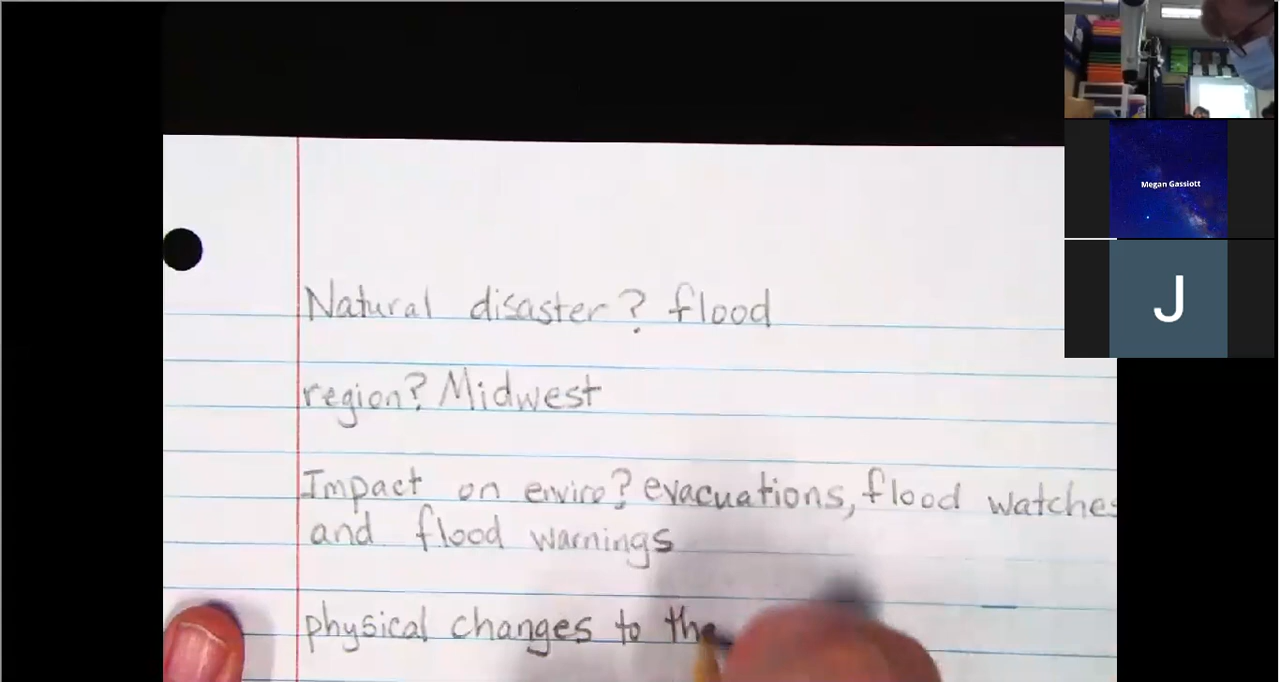 Natural disaster? flood
region? Midwest
Impact on enviro? evacuations, flood watches
and flood warnings
physical changes to the
Megan Gassiott
J